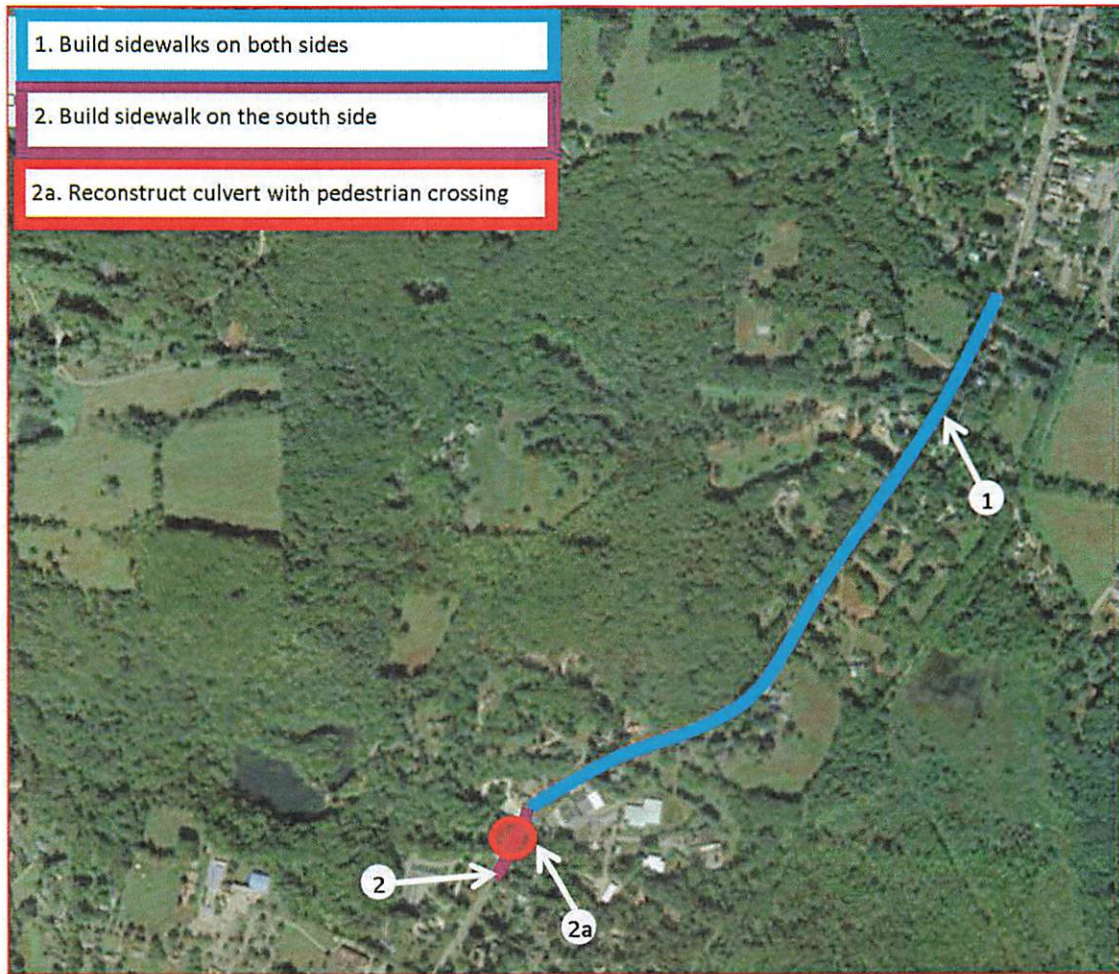 1. Build sidewalks on both sides
2. Build sidewalk on the south side
2a. Reconstruct culvert with pedestrian crossing
1
2
2a